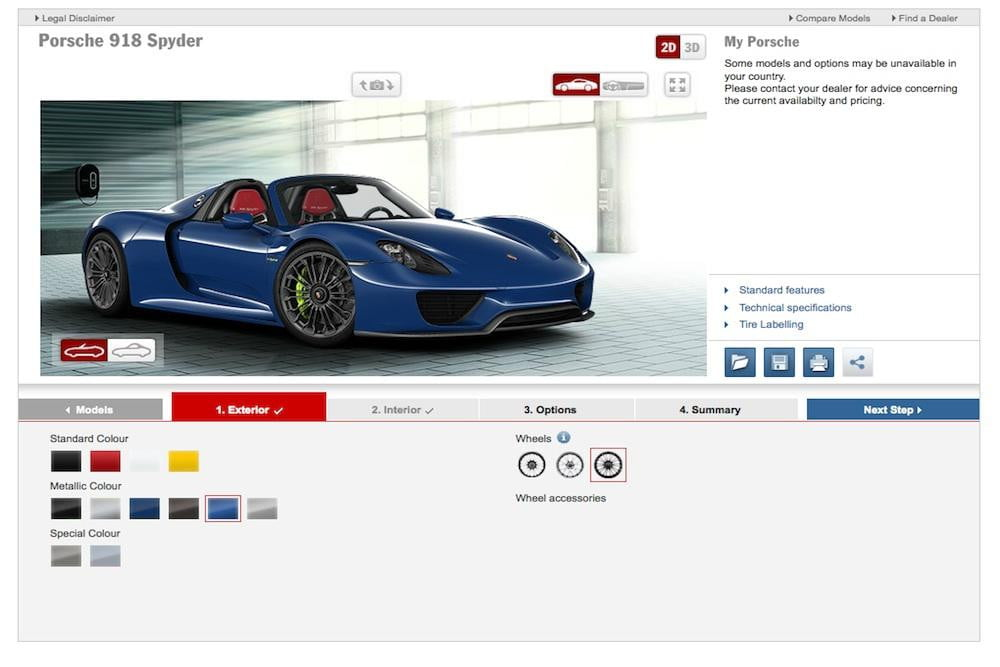 Legal Disclaimer
Compare Models
Find a Dealer
Porsche 918 Spyder
2D
3D
My Porsche
Some models and options may be unavailable in
your country.
Please contact your dealer for advice concerning
the current availabilty and pricing.
Standard features
Technical specifications
Tire Labelling
Models
1. Exterior
2. Interior
3. Options
4. Summary
Next Step
Standard Colour
Wheels
Metallic Colour
Wheel accessories
Special Colour